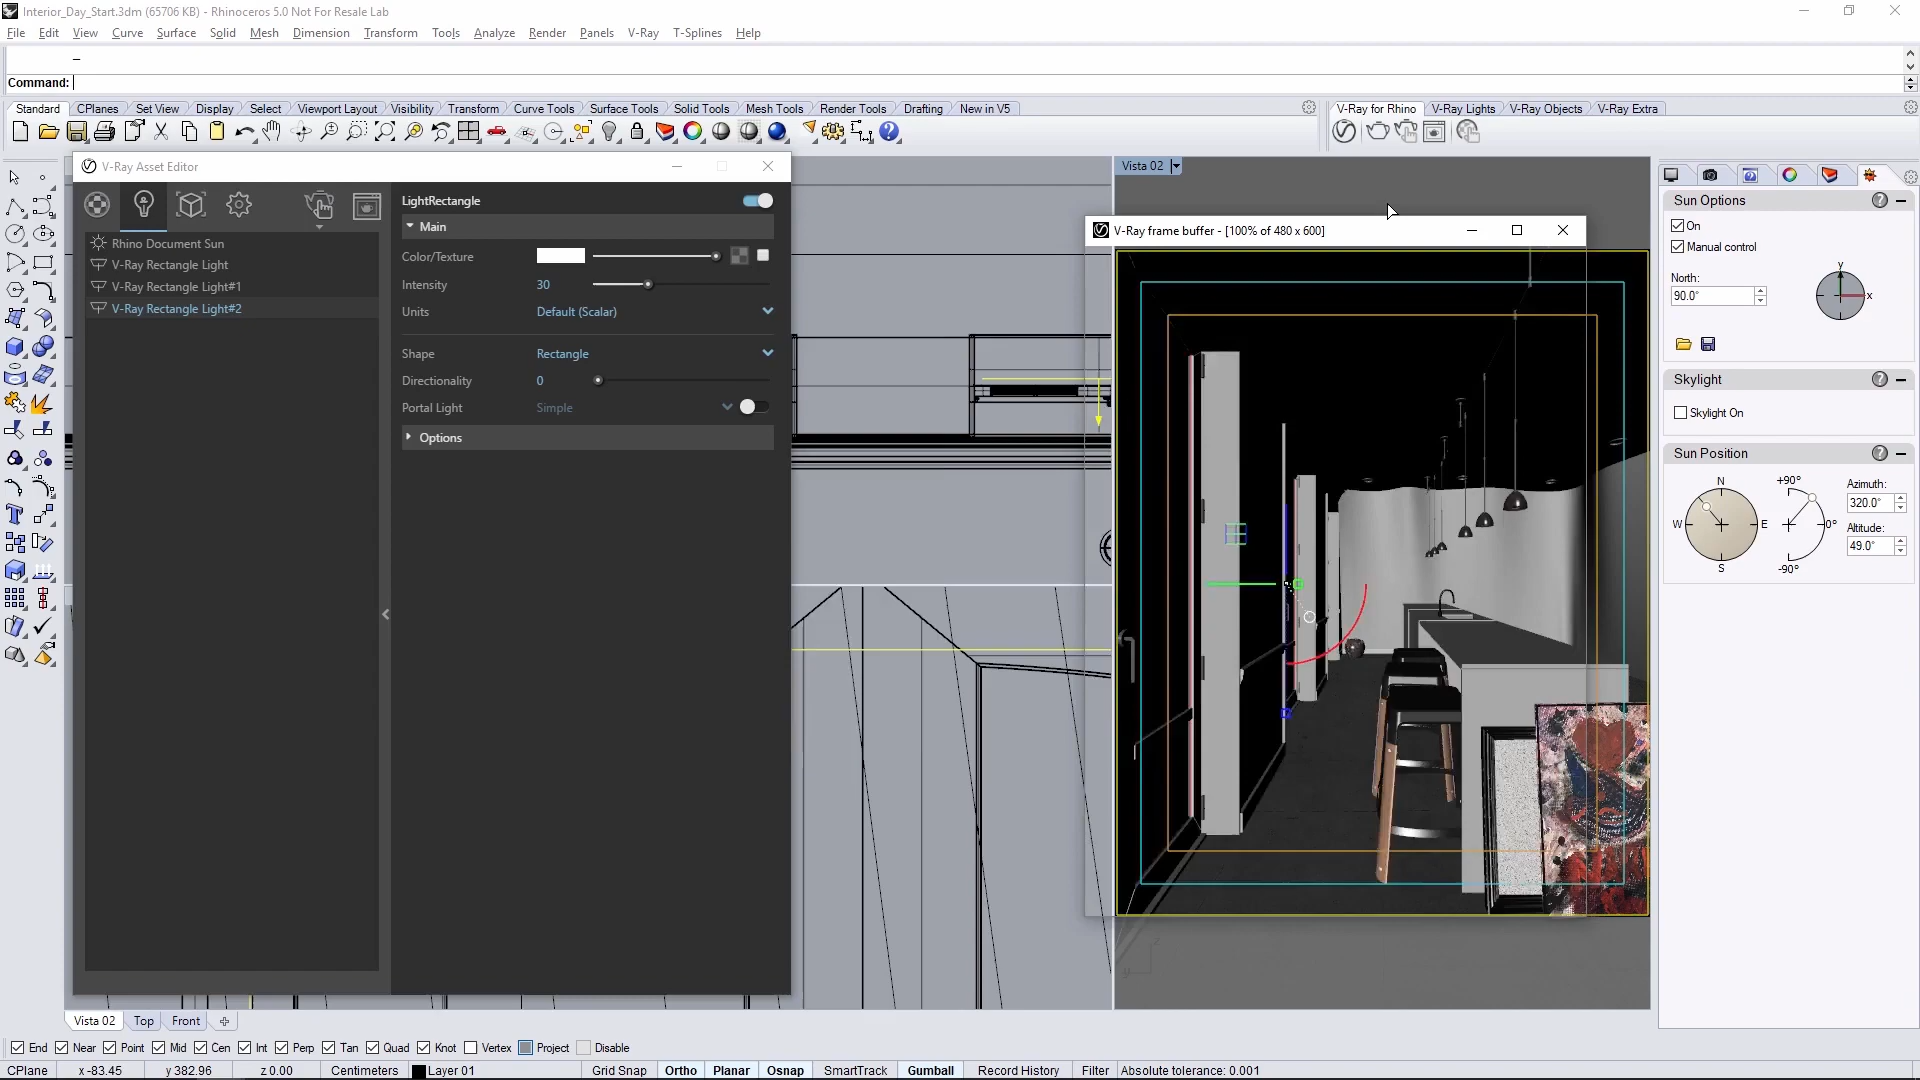 Interior_Day_Start.3dm (65706 KB) - Rhinoceros 5.0 Not For Resale Lab
File Edit View Curve Surface Solid Mesh Dimension Transform Tools Analyze Render Panels V-Ray T-Splines Help
Command:
Standard CPlanes Set View Display Select Viewport Layout Visibility Transform Curve Tools Surface Tools Solid Tools Mesh Tools Render Tools Drafting New in V5
V-Ray for Rhino V-Ray Lights V-Ray Objects V-Ray Extra
V-Ray Asset Editor
Rhino Document Sun
V-Ray Rectangle Light
V-Ray Rectangle Light#1
V-Ray Rectangle Light#2
LightRectangle
Main
Color/Texture
Intensity 30
Units Default (Scalar)
Shape Rectangle
Directionality 0
Portal Light Simple
Options
Vista 02
V-Ray frame buffer - [100% of 480 x 600]
Sun Options
On
Manual control
North:
90.0°
y
x
Skylight
Skylight On
Sun Position
N
W E
S
+90°
0°
-90°
Azimuth:
320.0°
Altitude:
49.0°
Vista 02 Top Front
End Near Point Mid Cen Int Perp Tan Quad Knot Vertex Project Disable
CPlane x -83.45 y 382.96 z 0.00 Centimeters Layer 01 Grid Snap Ortho Planar Osnap SmartTrack Gumball Record History Filter Absolute tolerance: 0.001